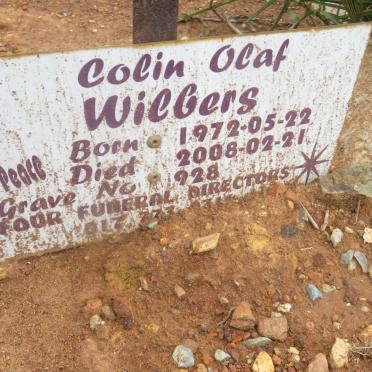 Colin Olaf
Wilbers
Born 1972-05-22
Peace Died 2008-02-21
Grave No 928
FOUR FUNERAL DIRECTORS